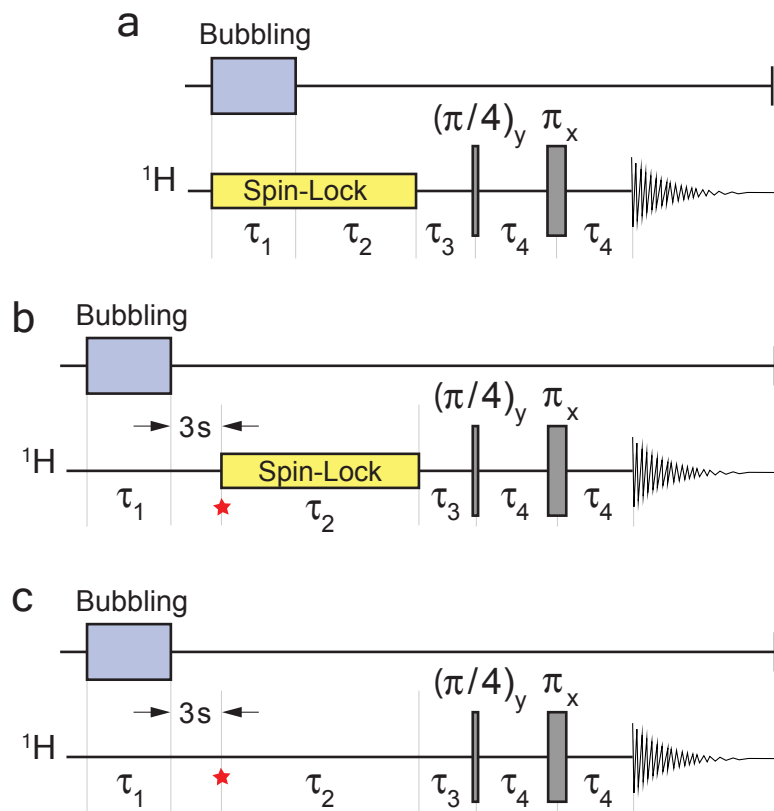 a
Bubbling
(π/4)y πx
¹H Spin-Lock
τ₁ τ₂ τ₃ τ₄ τ₄
b
Bubbling
3s (π/4)y πx
¹H Spin-Lock
τ₁ τ₂ τ₃ τ₄ τ₄
c
Bubbling
3s (π/4)y πx
¹H
τ₁ τ₂ τ₃ τ₄ τ₄